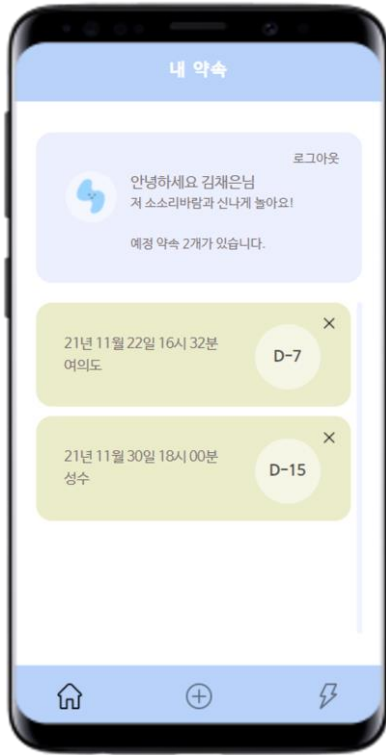 내 약속
로그아웃
안녕하세요 김채은님
저 소소리바람과 신나게 놀아요!
예정 약속 2개가 있습니다.
21년 11월 22일 16시 32분
여의도
D-7
21년 11월 30일 18시 00분
성수
D-15